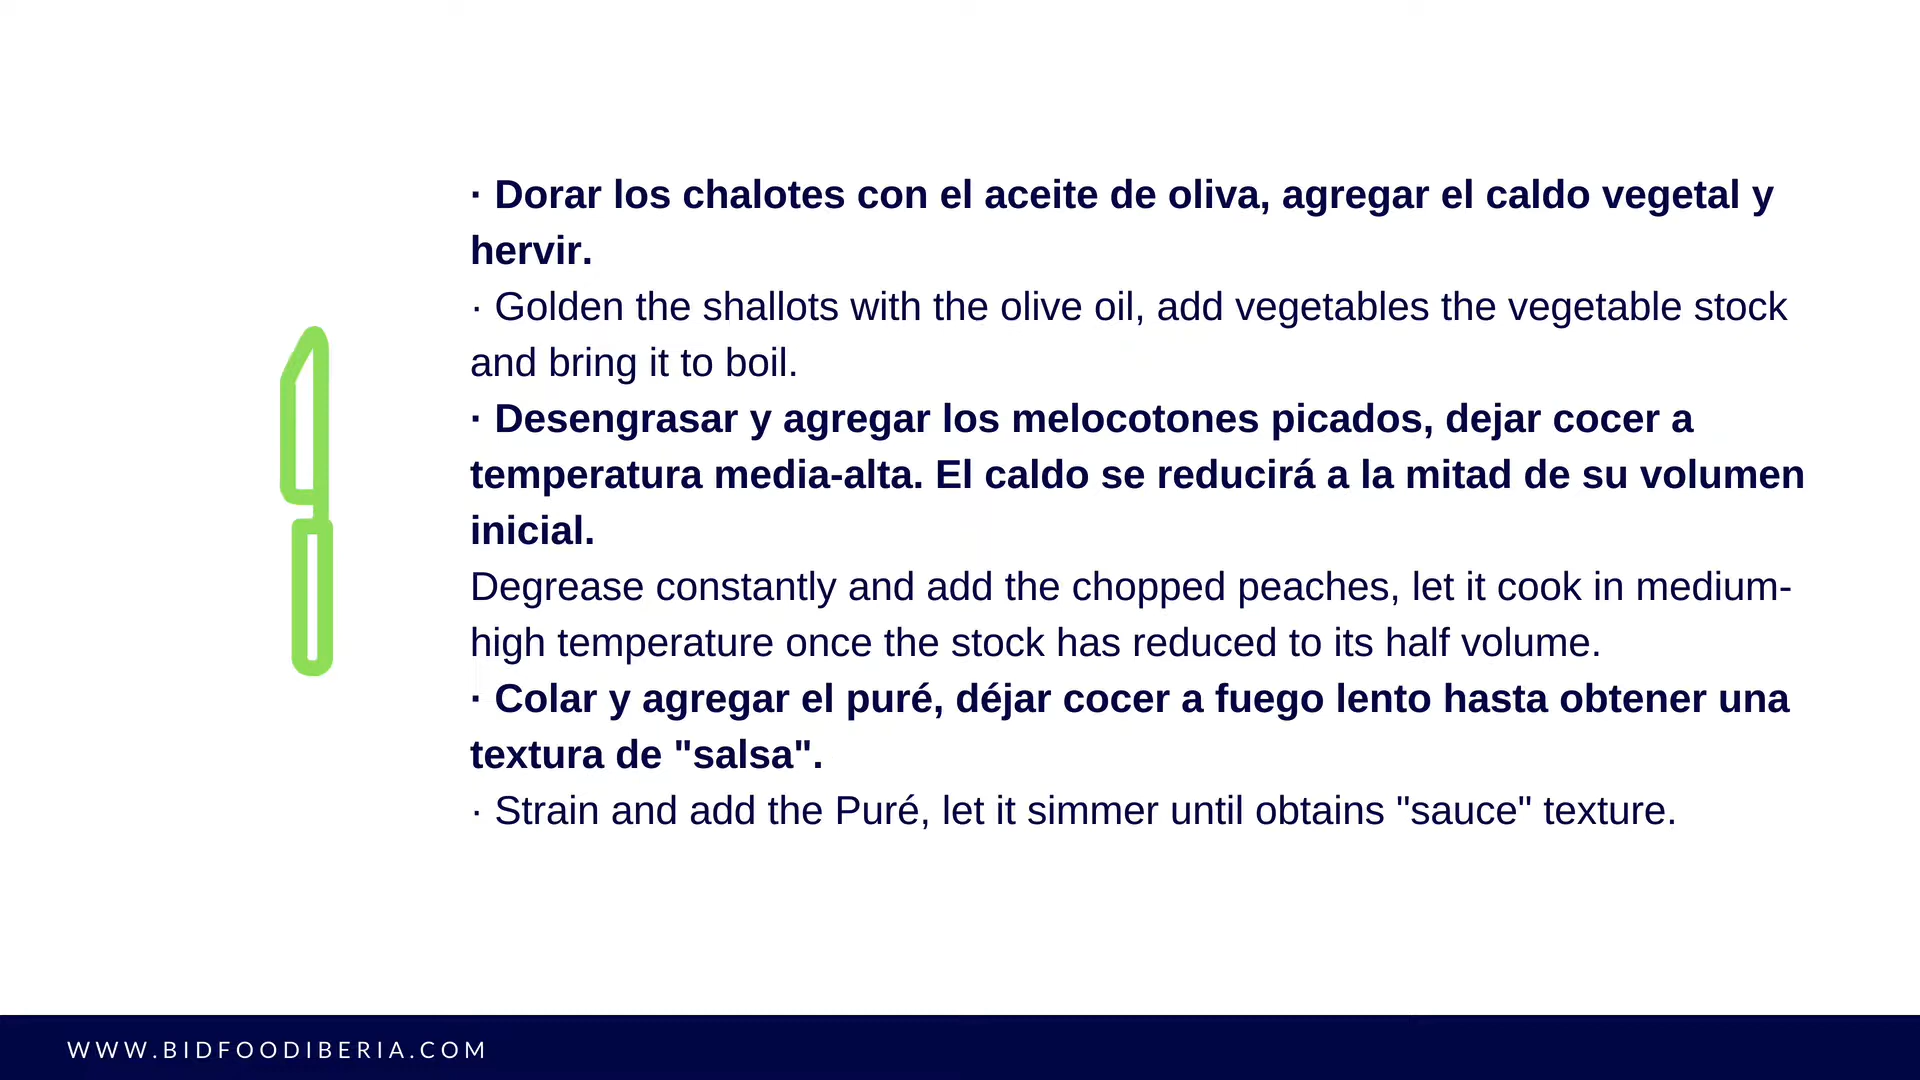 · Dorar los chalotes con el aceite de oliva, agregar el caldo vegetal y
hervir.
· Golden the shallots with the olive oil, add vegetables the vegetable stock
and bring it to boil.
· Desengrasar y agregar los melocotones picados, dejar cocer a
temperatura media-alta. El caldo se reducirá a la mitad de su volumen
inicial.
Degrease constantly and add the chopped peaches, let it cook in medium-
high temperature once the stock has reduced to its half volume.
· Colar y agregar el puré, déjar cocer a fuego lento hasta obtener una
textura de "salsa".
· Strain and add the Puré, let it simmer until obtains "sauce" texture.
WWW.BIDFOODIBERIA.COM